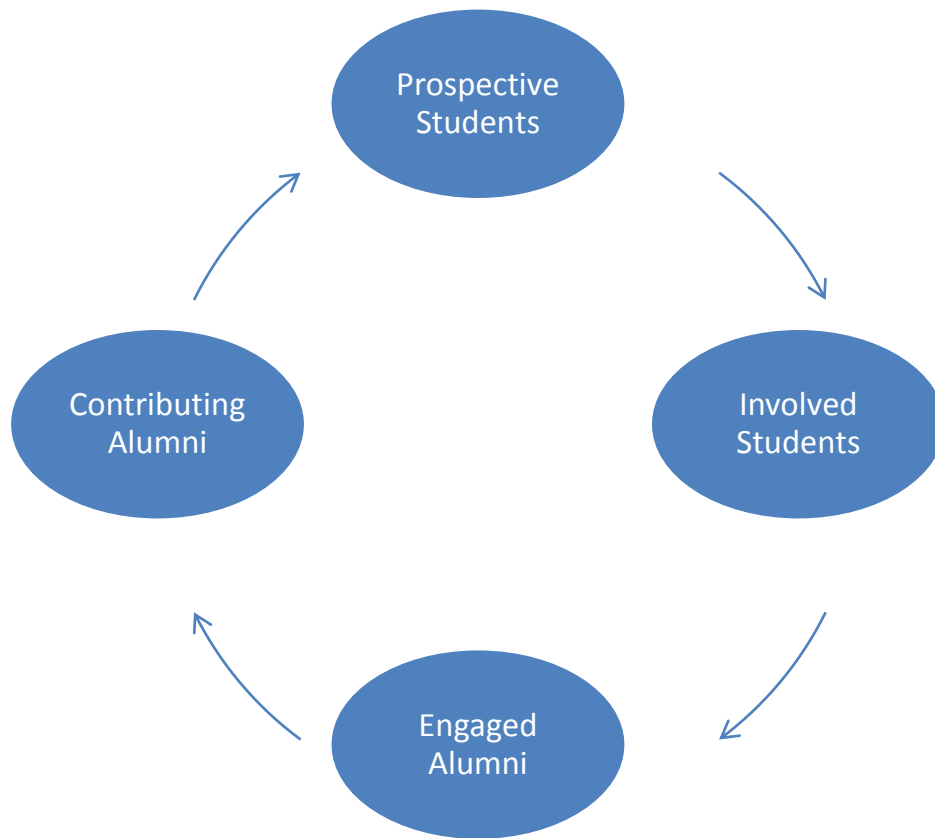 Prospective
Students
Involved
Students
Engaged
Alumni
Contributing
Alumni